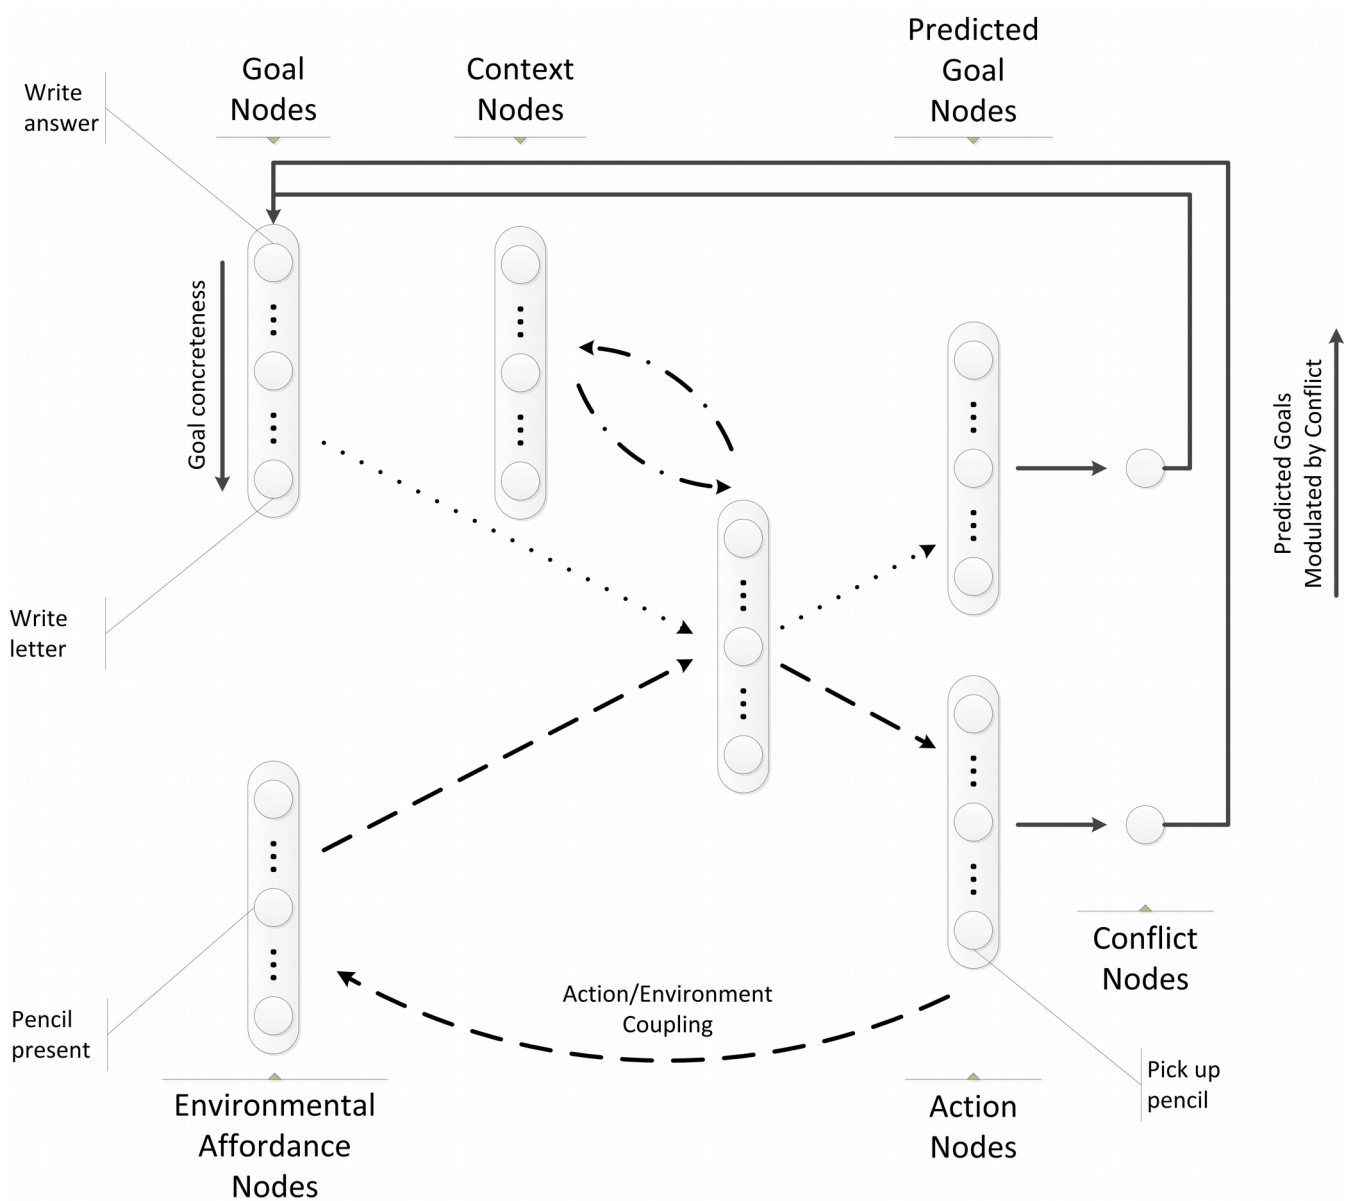 Predicted
Goal
Nodes
Goal
Nodes
Context
Nodes
Write
answer
Goal concreteness
Predicted Goals
Modulated by Conflict
Write
letter
Conflict
Nodes
Action/Environment
Coupling
Pencil
present
Pick up
pencil
Environmental
Affordance
Nodes
Action
Nodes